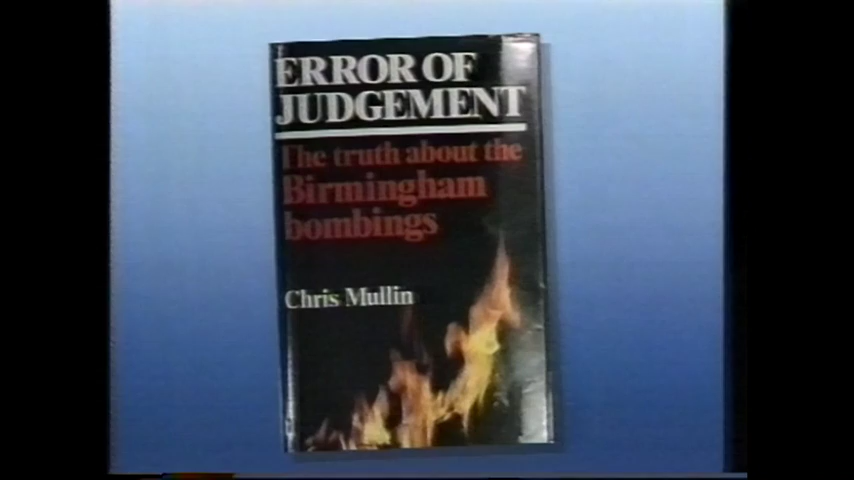 ERROR OF
JUDGEMENT
The truth about the
Birmingham
bombings
Chris Mullin